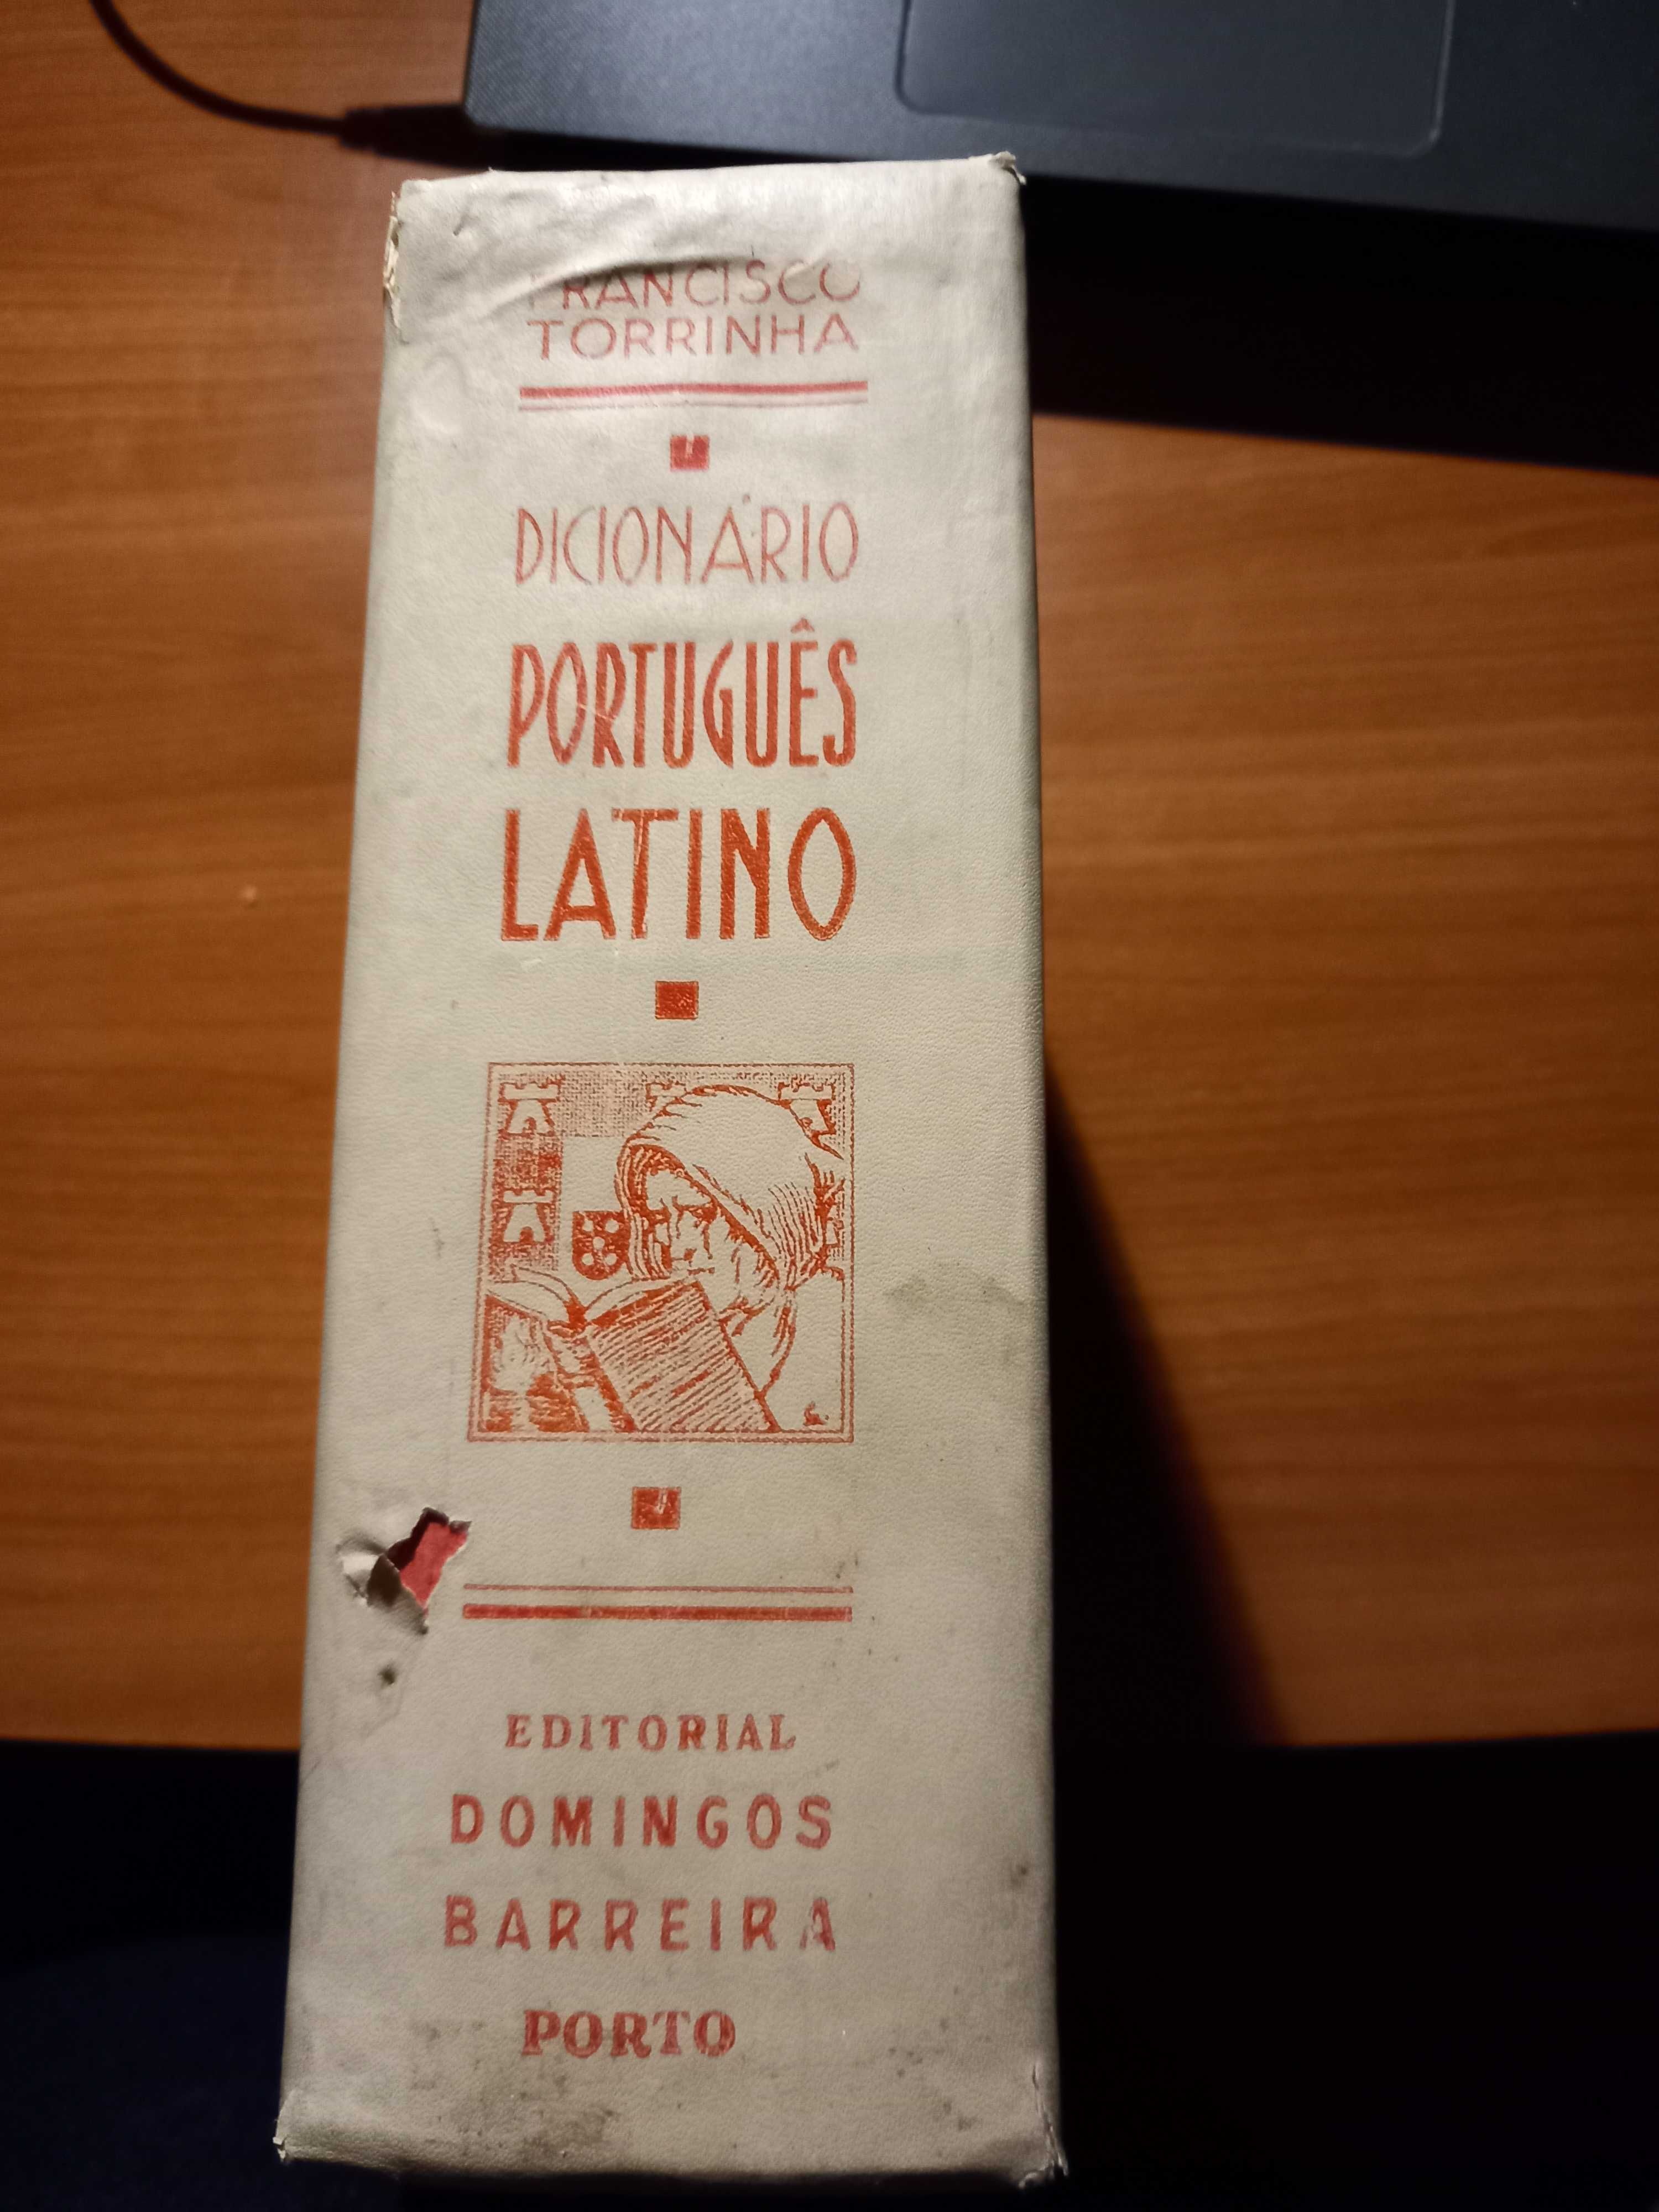 FRANCISCO
TORRINHA
DICIONÁRIO
PORTUGUÊS
LATINO
EDITORIAL
DOMINGOS
BARREIRA
PORTO